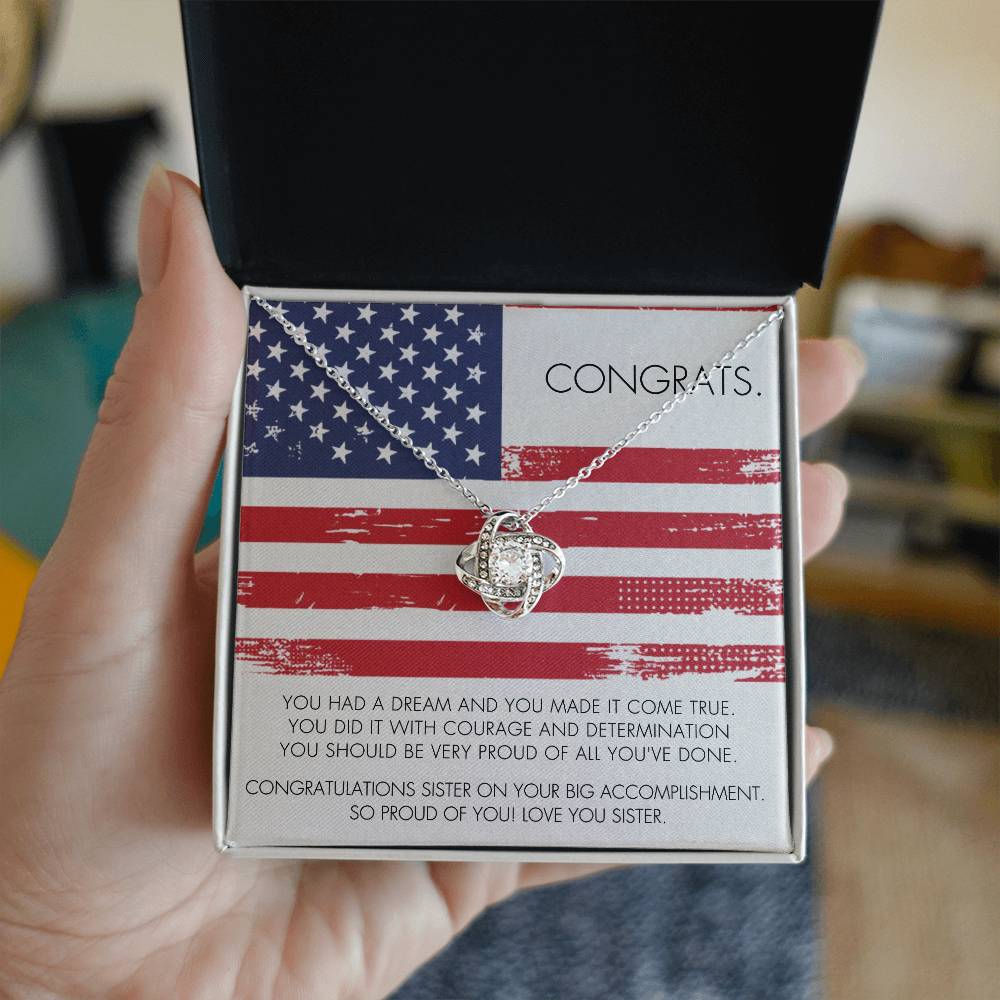 CONGRATS.
YOU HAD A DREAM AND YOU MADE IT COME TRUE.
YOU DID IT WITH COURAGE AND DETERMINATION
YOU SHOULD BE VERY PROUD OF ALL YOU'VE DONE.
CONGRATULATIONS SISTER ON YOUR BIG ACCOMPLISHMENT.
SO PROUD OF YOU! LOVE YOU SISTER.